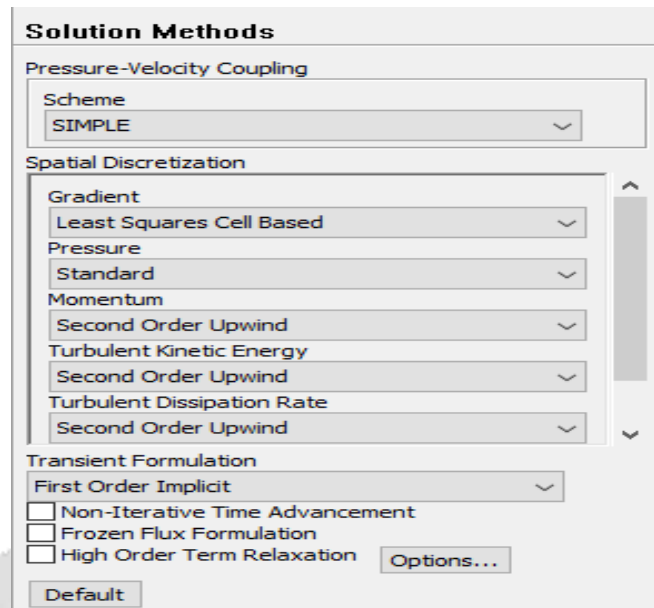 Solution Methods
Pressure-Velocity Coupling
Scheme
SIMPLE
Spatial Discretization
Gradient
Least Squares Cell Based
Pressure
Standard
Momentum
Second Order Upwind
Turbulent Kinetic Energy
Second Order Upwind
Turbulent Dissipation Rate
Second Order Upwind
Transient Formulation
First Order Implicit
Non-Iterative Time Advancement
Frozen Flux Formulation
High Order Term Relaxation Options...
Default